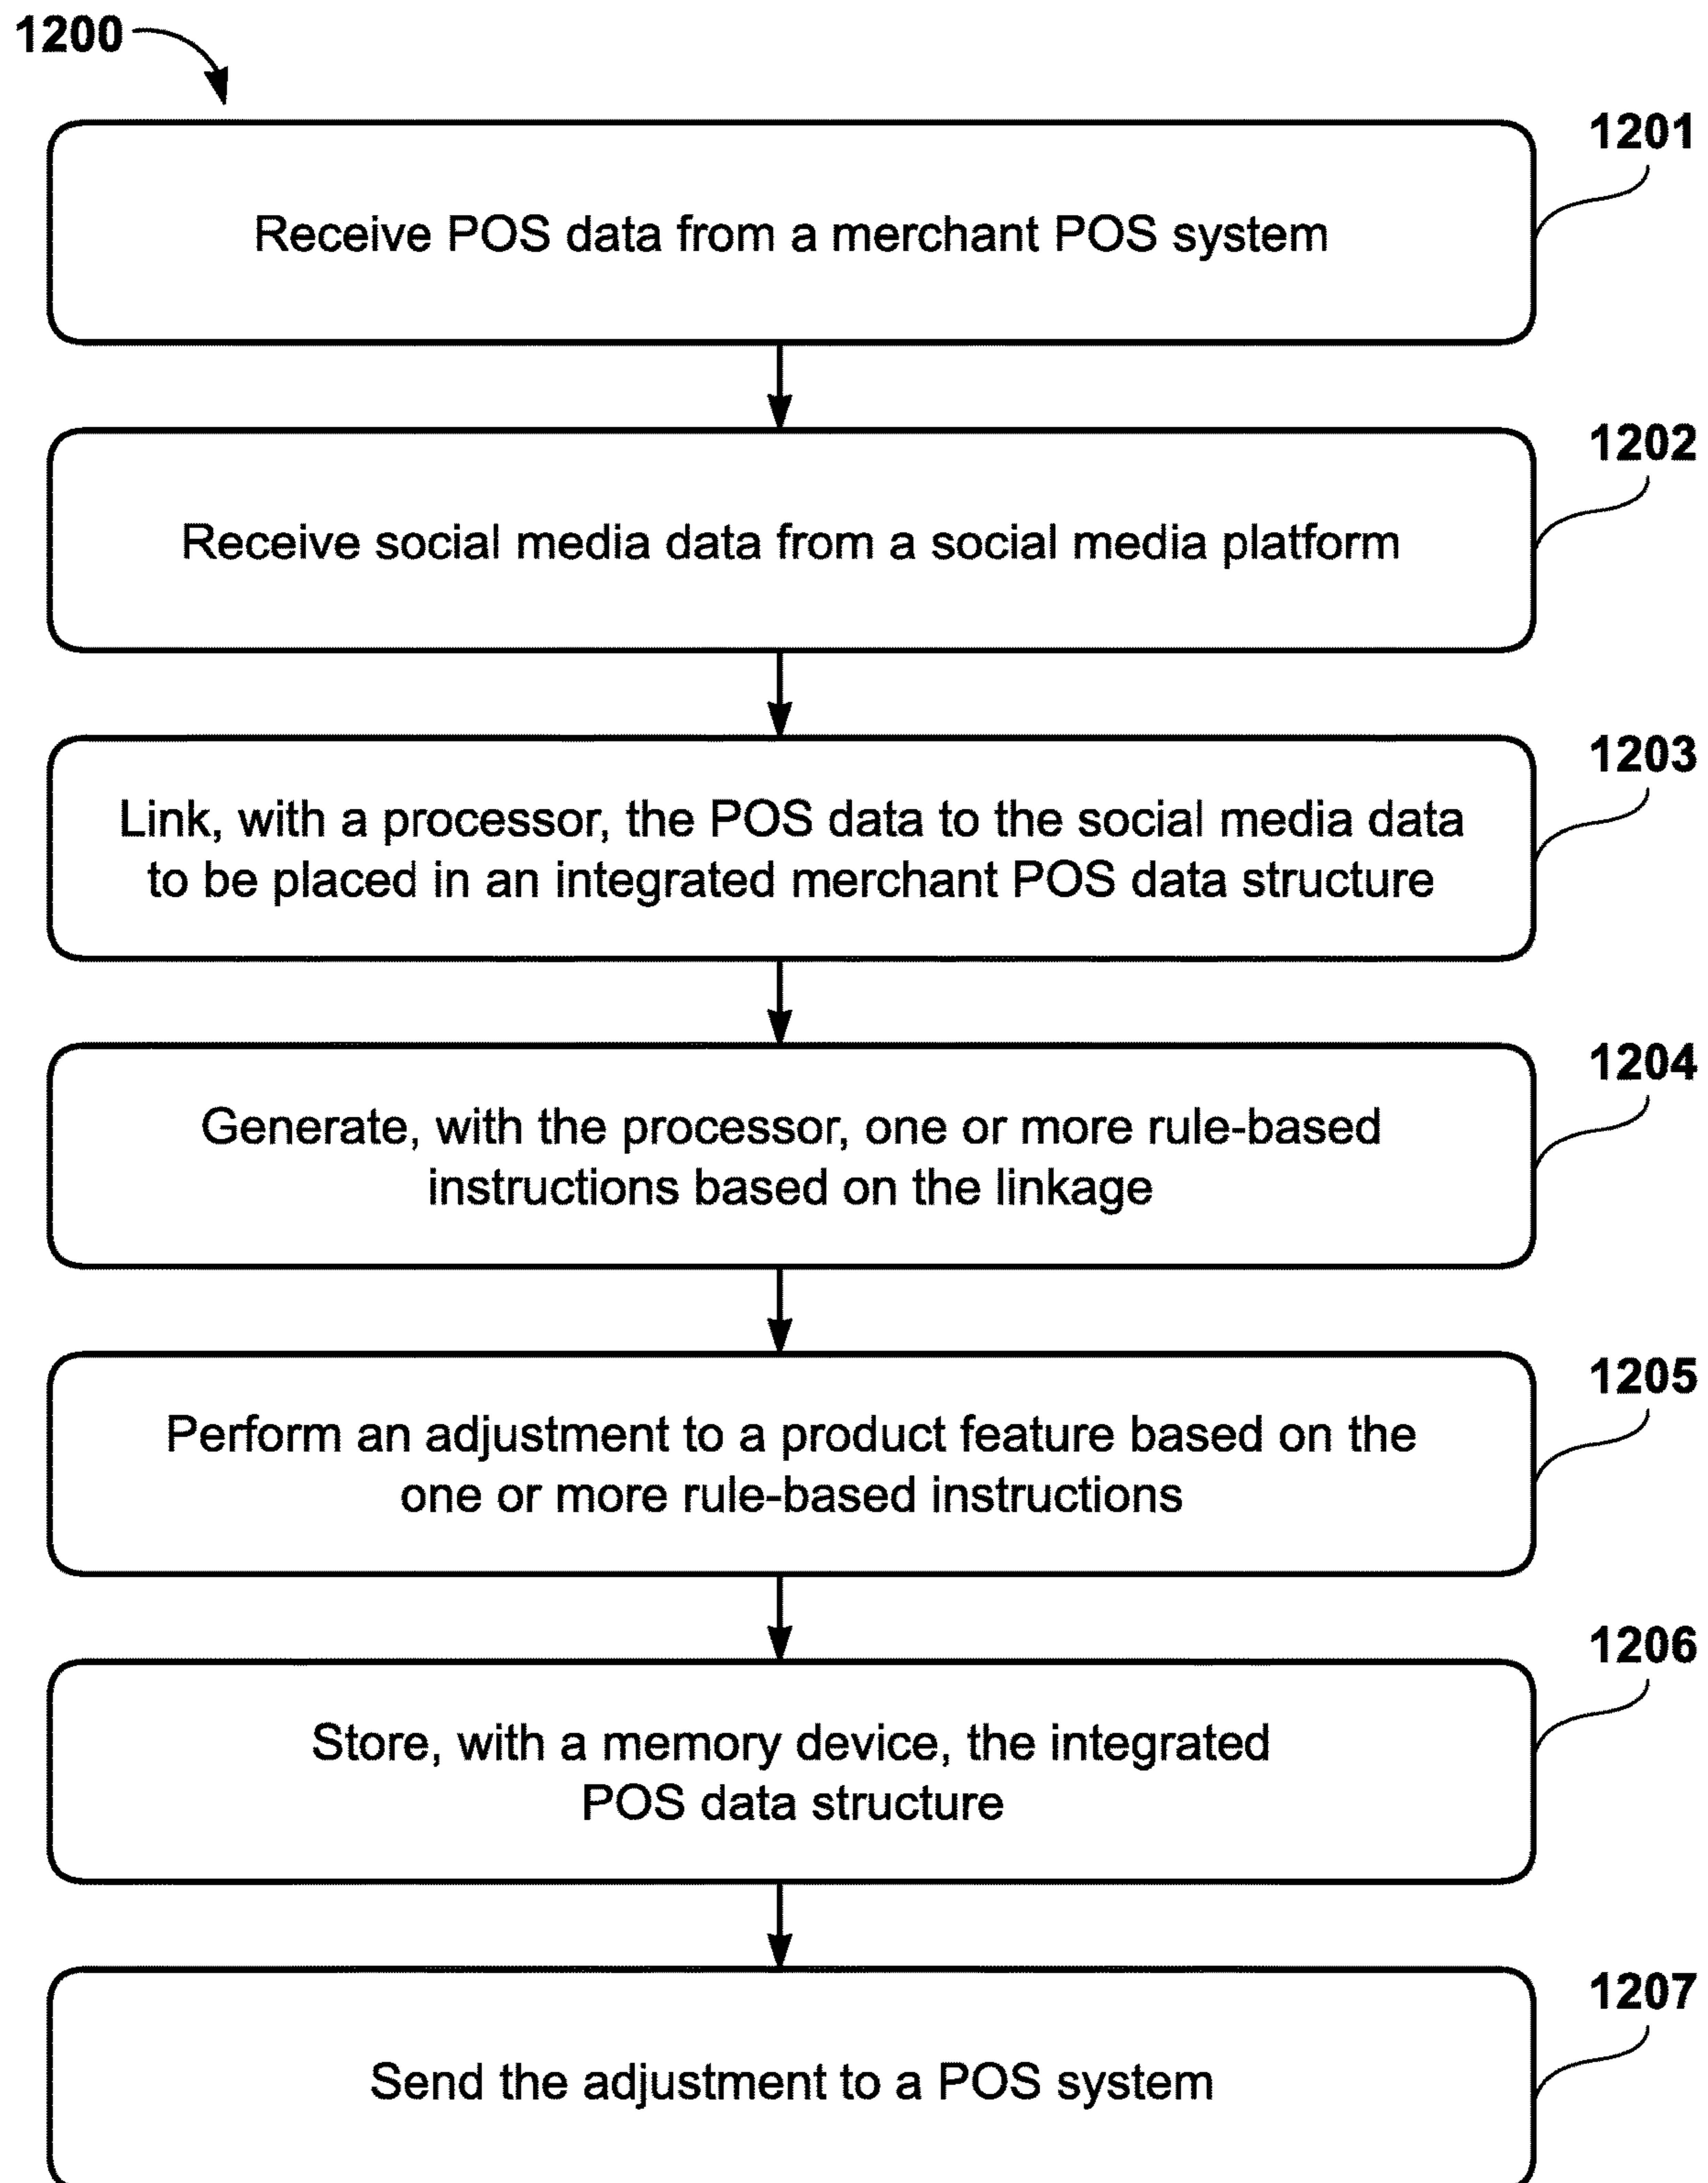 1200
1201
Receive POS data from a merchant POS system
1202
Receive social media data from a social media platform
1203
Link, with a processor, the POS data to the social media data
to be placed in an integrated merchant POS data structure
1204
Generate, with the processor, one or more rule-based
instructions based on the linkage
1205
Perform an adjustment to a product feature based on the
one or more rule-based instructions
1206
Store, with a memory device, the integrated
POS data structure
1207
Send the adjustment to a POS system